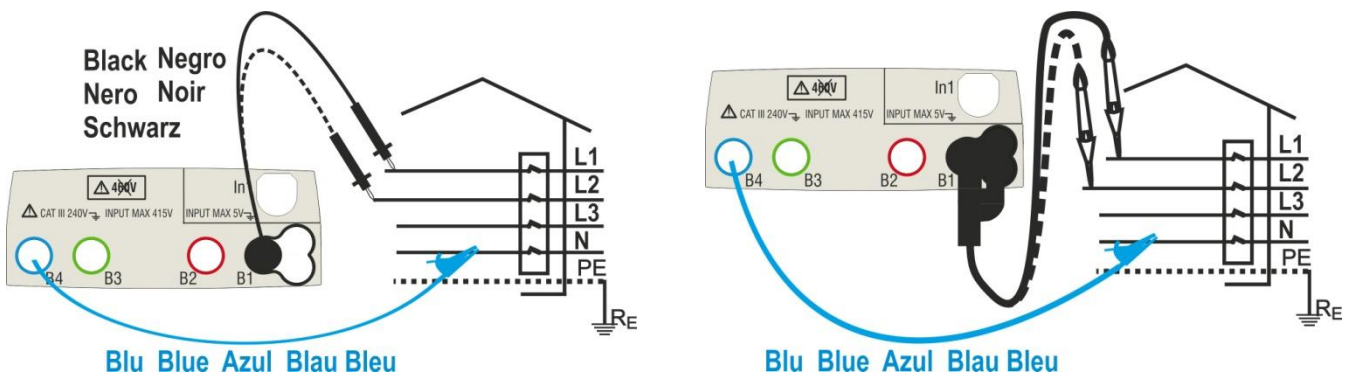 Black Negro
Nero Noir
Schwarz
⚠ 460V
In
⚠ CAT III 240V INPUT MAX 415V
INPUT MAX 5V
B4
B3
B2
B1
L1
L2
L3
N
PE
RE
Blu Blue Azul Blau Bleu
⚠ 460V
In1
⚠ CAT III 240V INPUT MAX 415V
INPUT MAX 5V
B4
B3
B2
B1
L1
L2
L3
N
PE
RE
Blu Blue Azul Blau Bleu